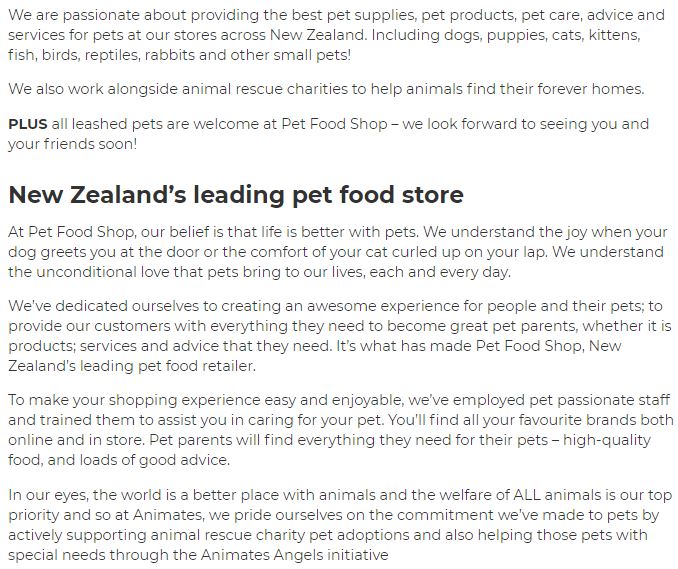 We are passionate about providing the best pet supplies, pet products, pet care, advice and
services for pets at our stores across New Zealand. Including dogs, puppies, cats, kittens,
fish, birds, reptiles, rabbits and other small pets!
We also work alongside animal rescue charities to help animals find their forever homes.
PLUS all leashed pets are welcome at Pet Food Shop – we look forward to seeing you and
your friends soon!
New Zealand’s leading pet food store
At Pet Food Shop, our belief is that life is better with pets. We understand the joy when your
dog greets you at the door or the comfort of your cat curled up on your lap. We understand
the unconditional love that pets bring to our lives, each and every day.
We’ve dedicated ourselves to creating an awesome experience for people and their pets; to
provide our customers with everything they need to become great pet parents, whether it is
products; services and advice that they need. It’s what has made Pet Food Shop, New
Zealand’s leading pet food retailer.
To make your shopping experience easy and enjoyable, we’ve employed pet passionate staff
and trained them to assist you in caring for your pet. You’ll find all your favourite brands both
online and in store. Pet parents will find everything they need for their pets – high-quality
food, and loads of good advice.
In our eyes, the world is a better place with animals and the welfare of ALL animals is our top
priority and so at Animates, we pride ourselves on the commitment we’ve made to pets by
actively supporting animal rescue charity pet adoptions and also helping those pets with
special needs through the Animates Angels initiative